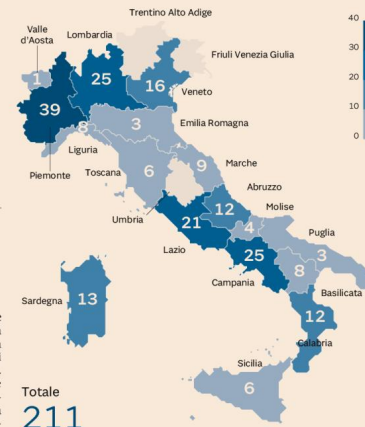 Trentino Alto Adige
Valle
d'Aosta
Lombardia
Friuli Venezia Giulia
1
25
16
Veneto
39
8
3
Emilia Romagna
Liguria
Piemonte
Toscana
6
9
Marche
Abruzzo
Umbria
12
Molise
21
4
Lazio
Puglia
25
3
Campania
8
Basilicata
Sardegna
13
12
Calabria
Sicilia
6
Totale
211
40
30
20
10
0